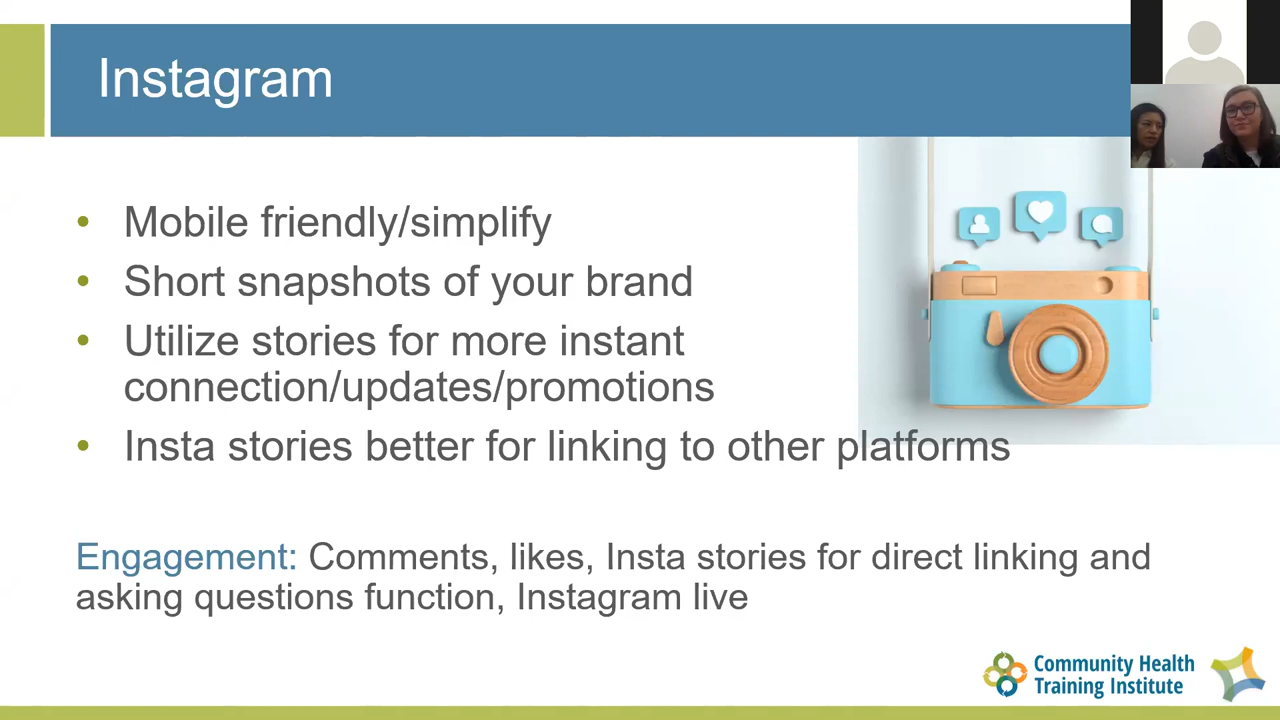 Instagram
• Mobile friendly/simplify
• Short snapshots of your brand
• Utilize stories for more instant
connection/updates/promotions
• Insta stories better for linking to other platforms
Engagement: Comments, likes, Insta stories for direct linking and
asking questions function, Instagram live
Community Health
Training Institute